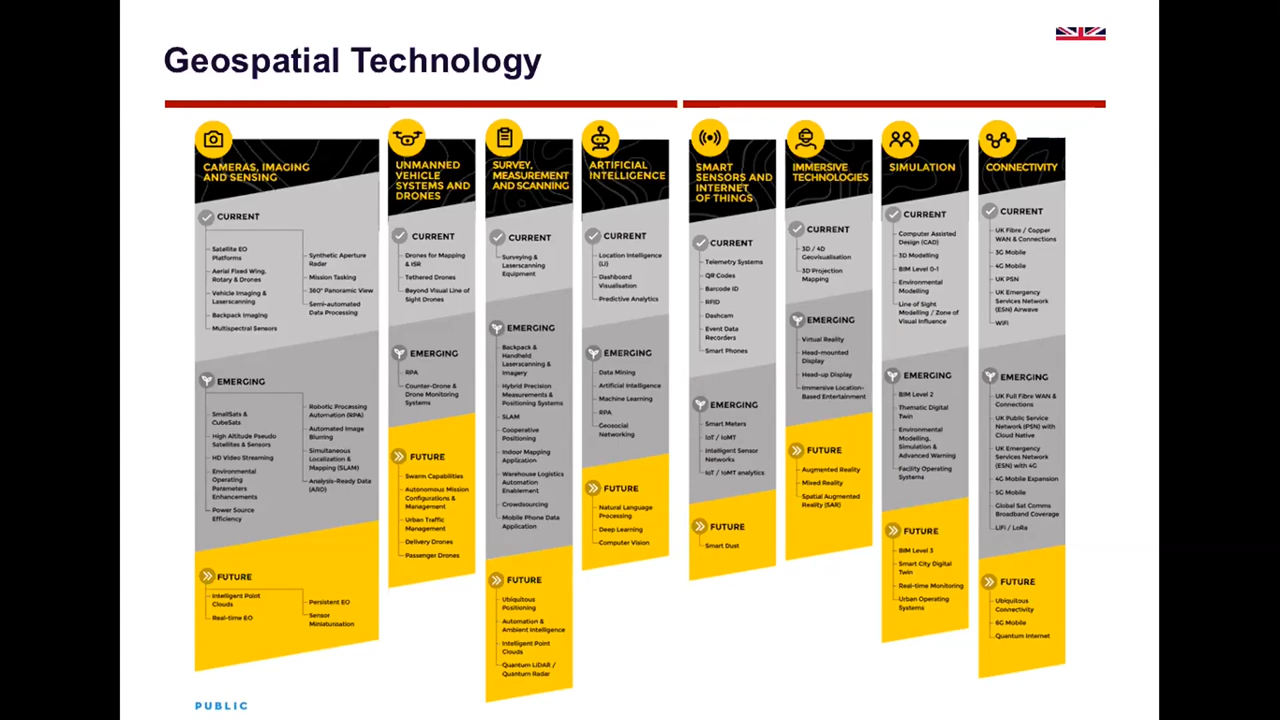 Geospatial Technology
CAMERAS, IMAGING
AND SENSING
CURRENT
Satellite EO
Platforms
Aerial Fixed Wing,
Rotary & Drones
Vehicle Imaging &
Laserscanning
Backpack Imaging
Multispectral Sensors
Synthetic Aperture
Radar
Mission Tasking
360° Panoramic View
Semi-automated
Data Processing
EMERGING
SmallSats &
CubeSats
High Altitude Pseudo
Satellites & Sensors
HD Video Streaming
Environmental
Operating
Parameters
Enhancements
Power Source
Efficiency
Robotic Processing
Automation (RPA)
Automated Image
Blurring
Simultaneous
Localization &
Mapping (SLAM)
Analysis-Ready Data
(ARD)
FUTURE
Intelligent Point
Clouds
Real-time EO
Persistent EO
Sensor
Miniaturisation
UNMANNED
VEHICLE
SYSTEMS AND
DRONES
CURRENT
Drones for Mapping
& ISR
Tethered Drones
Beyond Visual Line of
Sight Drones
EMERGING
RPA
Counter-Drone &
Drone Monitoring
Systems
FUTURE
Swarm Capabilities
Autonomous Mission
Configurations &
Management
Urban Traffic
Management
Delivery Drones
Passenger Drones
SURVEY,
MEASUREMENT
AND SCANNING
CURRENT
Surveying &
Laserscanning
Equipment
EMERGING
Backpack &
Handheld
Laserscanning &
Imagery
Hybrid Precision
Measurements &
Positioning Systems
SLAM
Cooperative
Positioning
Indoor Mapping
Application
Warehouse Logistics
Automation
Enablement
Crowdsourcing
Mobile Phone Data
Application
FUTURE
Ubiquitous
Positioning
Automation &
Ambient Intelligence
Intelligent Point
Clouds
Quantum LiDAR /
Quantum Radar
ARTIFICIAL
INTELLIGENCE
CURRENT
Location Intelligence
(LI)
Dashboard
Visualisation
Predictive Analytics
EMERGING
Data Mining
Artificial Intelligence
Machine Learning
RPA
Geosocial
Networking
FUTURE
Natural Language
Processing
Deep Learning
Computer Vision
SMART
SENSORS AND
INTERNET
OF THINGS
CURRENT
Telemetry Systems
QR Codes
Barcode ID
RFID
Dashcam
Event Data
Recorders
Smart Phones
EMERGING
Smart Meters
IoT / IoMT
Intelligent Sensor
Networks
IoT / IoMT analytics
FUTURE
Smart Dust
IMMERSIVE
TECHNOLOGIES
CURRENT
3D / 4D
Geovisualisation
3D Projection
Mapping
EMERGING
Virtual Reality
Head-mounted
Display
Head-up Display
Immersive Location-
Based Entertainment
FUTURE
Augmented Reality
Mixed Reality
Spatial Augmented
Reality (SAR)
SIMULATION
CURRENT
Computer Assisted
Design (CAD)
3D Modelling
BIM Level 0-1
Environmental
Modelling
Line of Sight
Modelling / Zone of
Visual Influence
EMERGING
BIM Level 2
Thematic Digital
Twin
Environmental
Modelling,
Simulation &
Advanced Warning
Facility Operating
Systems
FUTURE
BIM Level 3
Smart City Digital
Twin
Real-time Monitoring
Urban Operating
Systems
CONNECTIVITY
CURRENT
UK Fibre / Copper
WAN & Connections
3G Mobile
4G Mobile
UK PSN
UK Emergency
Services Network
(ESN) Airwave
WiFi
EMERGING
UK Full Fibre WAN &
Connections
UK Public Service
Network (PSN) with
Cloud Native
UK Emergency
Services Network
(ESN) with 4G
4G Mobile Expansion
5G Mobile
Global Sat Comms
Broadband Coverage
LiFi / LoRa
FUTURE
Ubiquitous
Connectivity
6G Mobile
Quantum Internet
PUBLIC